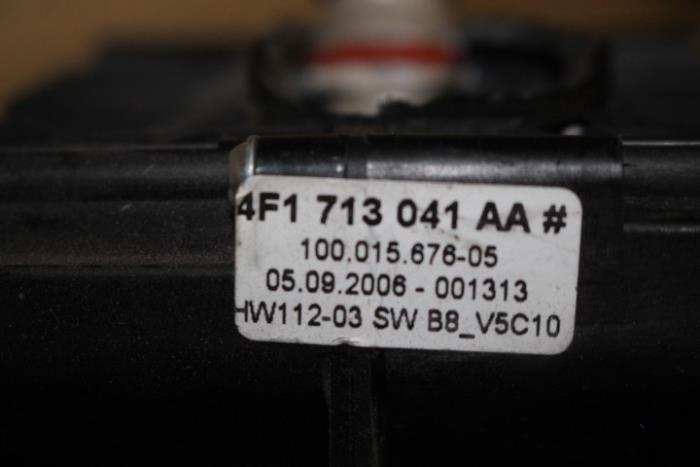 4F1 713 041 AA #
100.015.676-05
05.09.2006 - 001313
HW112-03 SW B8_V5C10